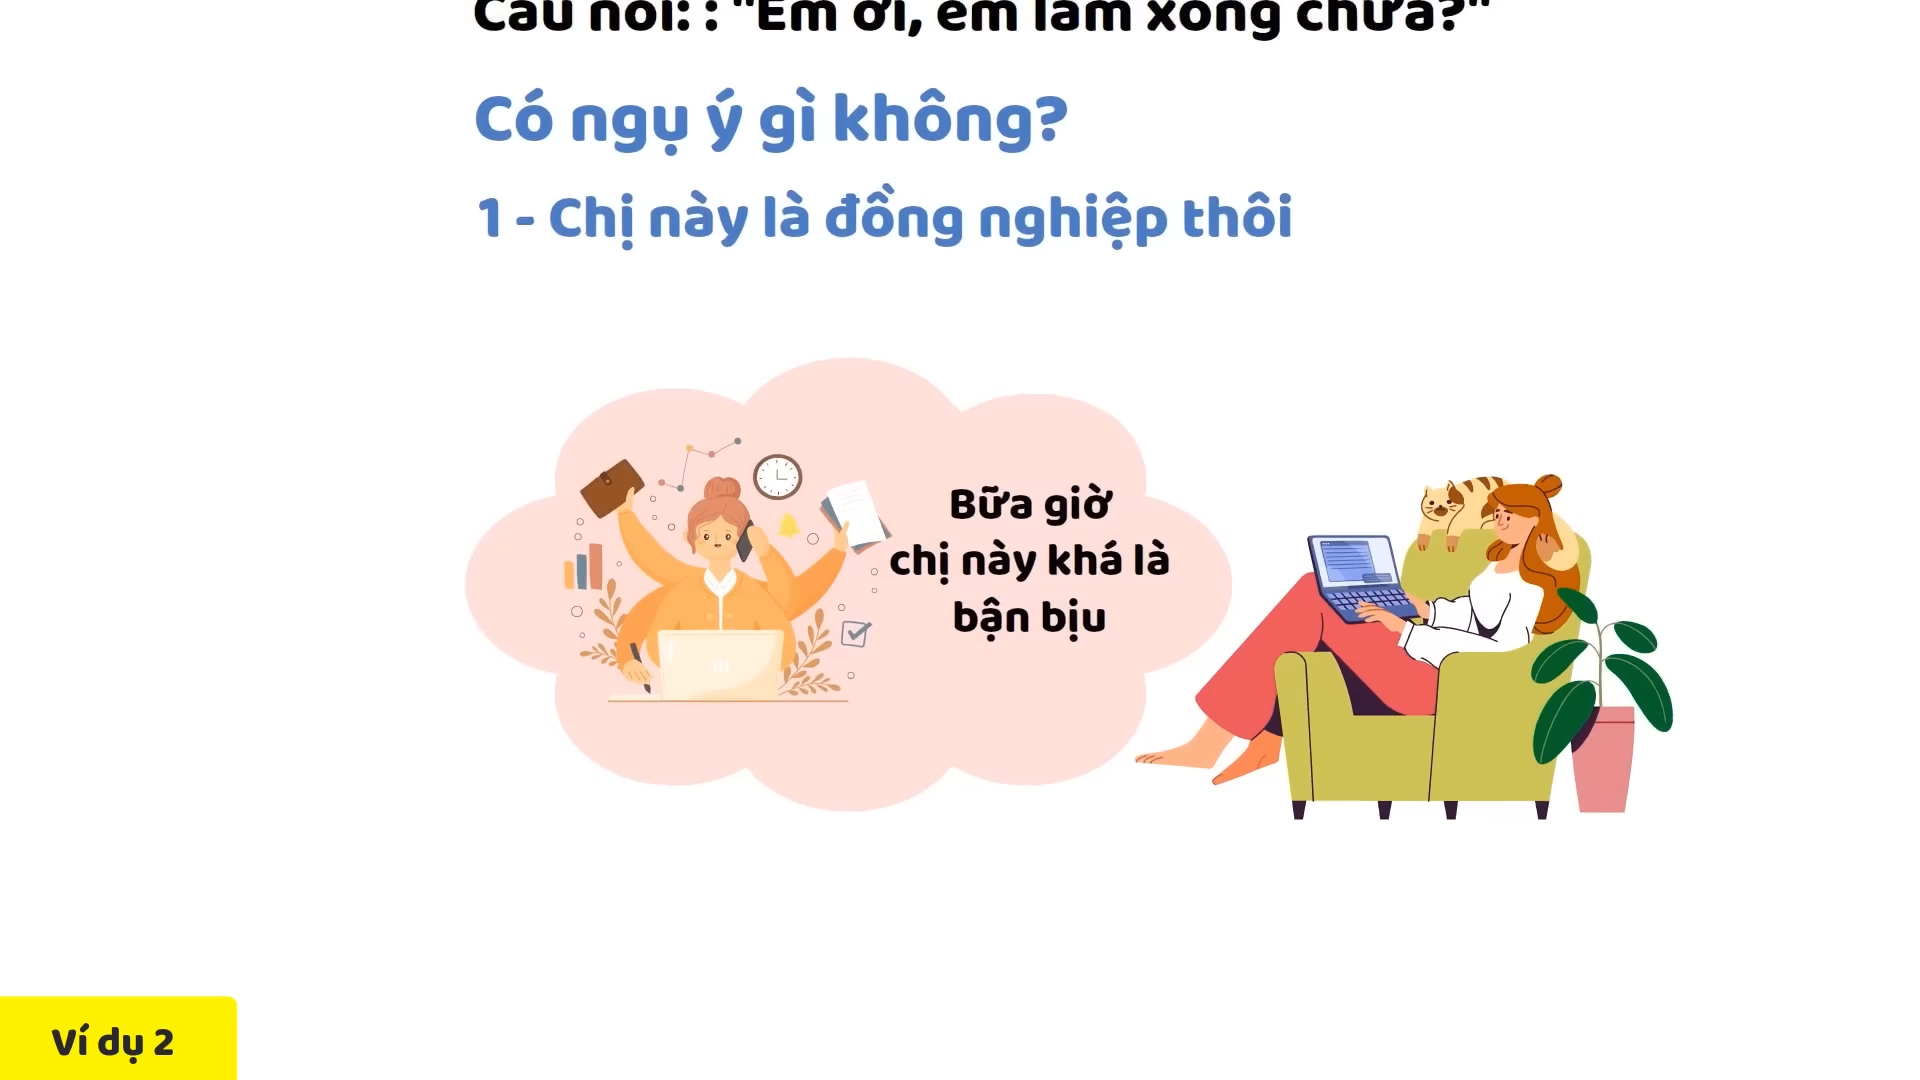 Câu nói: : "Em ơi, em làm xong chưa?"
Có ngụ ý gì không?
1 - Chị này là đồng nghiệp thôi
Bữa giờ
chị này khá là
bận bịu
Ví dụ 2